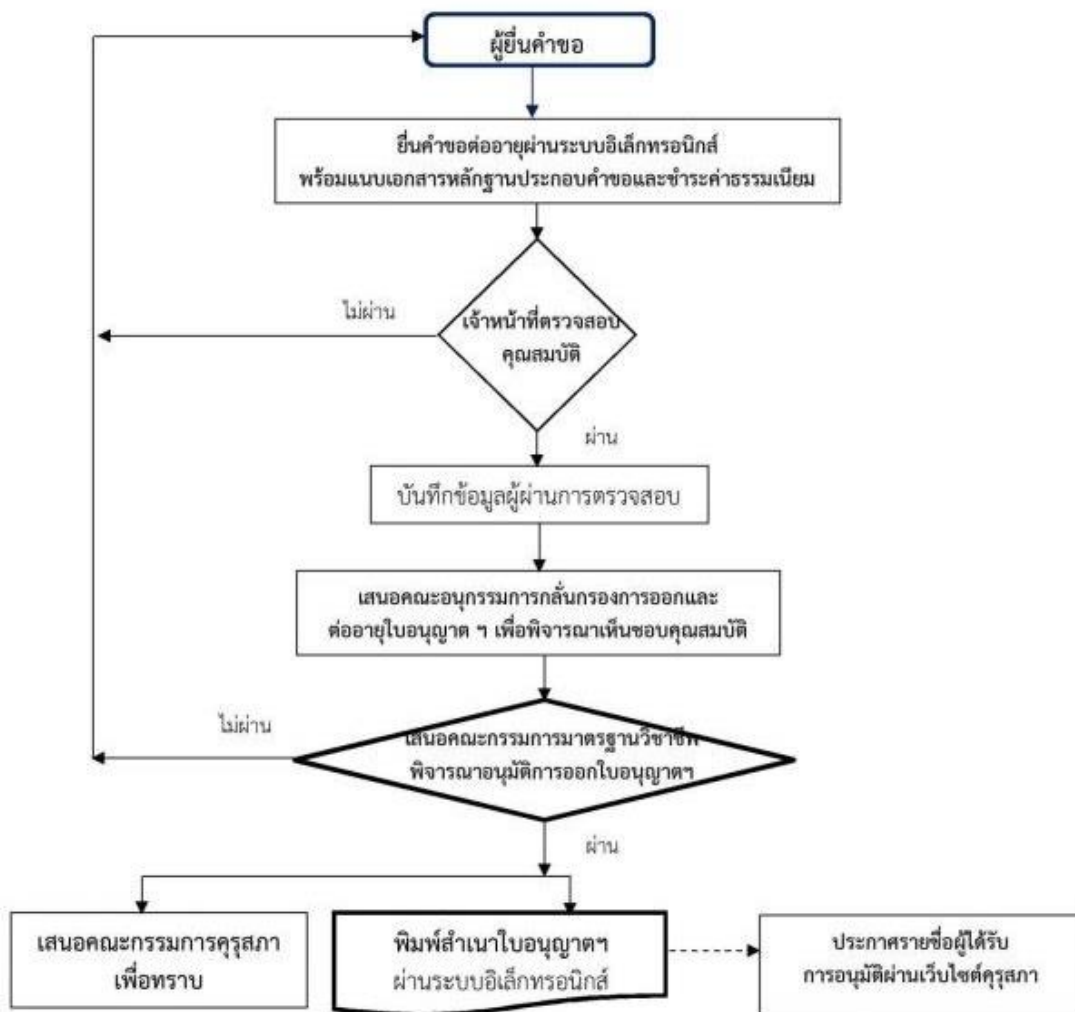 ผู้ยื่นคำขอ
ยื่นคำขอต่ออายุผ่านระบบอิเล็กทรอนิกส์
พร้อมแนบเอกสารหลักฐานประกอบคำขอและชำระค่าธรรมเนียม
ไม่ผ่าน
เจ้าหน้าที่ตรวจสอบ
คุณสมบัติ
ผ่าน
บันทึกข้อมูลผู้ผ่านการตรวจสอบ
เสนอคณะอนุกรรมการกลั่นกรองการออกและ
ต่ออายุใบอนุญาต ฯ เพื่อพิจารณาเห็นชอบคุณสมบัติ
ไม่ผ่าน
เสนอคณะกรรมการมาตรฐานวิชาชีพ
พิจารณาอนุมัติการออกใบอนุญาตฯ
ผ่าน
เสนอคณะกรรมการคุรุสภา
เพื่อทราบ
พิมพ์สำเนาใบอนุญาตฯ
ผ่านระบบอิเล็กทรอนิกส์
ประกาศรายชื่อผู้ได้รับ
การอนุมัติผ่านเว็บไซต์คุรุสภา